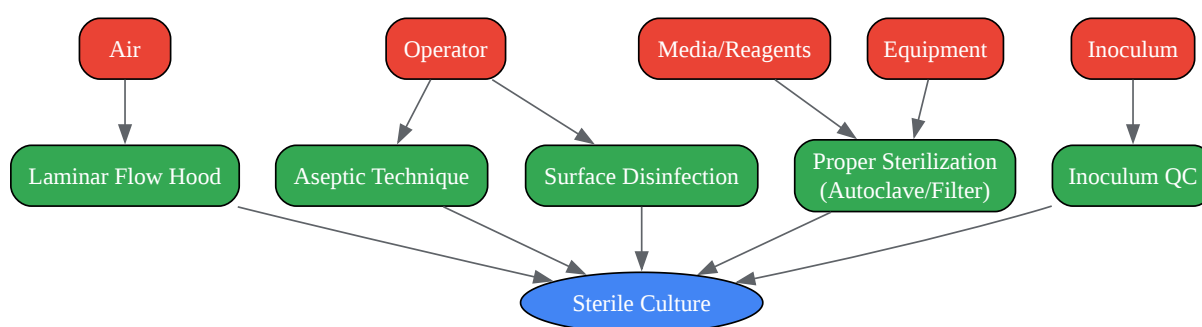 Air
Operator
Media/Reagents
Equipment
Inoculum
Laminar Flow Hood
Aseptic Technique
Surface Disinfection
Proper Sterilization
(Autoclave/Filter)
Inoculum QC
Sterile Culture